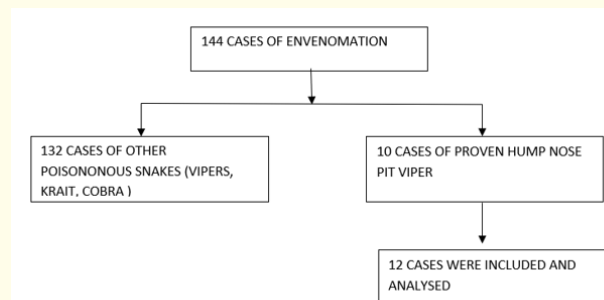 144 CASES OF ENVENOMATION
132 CASES OF OTHER
POISONONOUS SNAKES (VIPERS,
KRAIT, COBRA )
10 CASES OF PROVEN HUMP NOSE
PIT VIPER
12 CASES WERE INCLUDED AND
ANALYSED